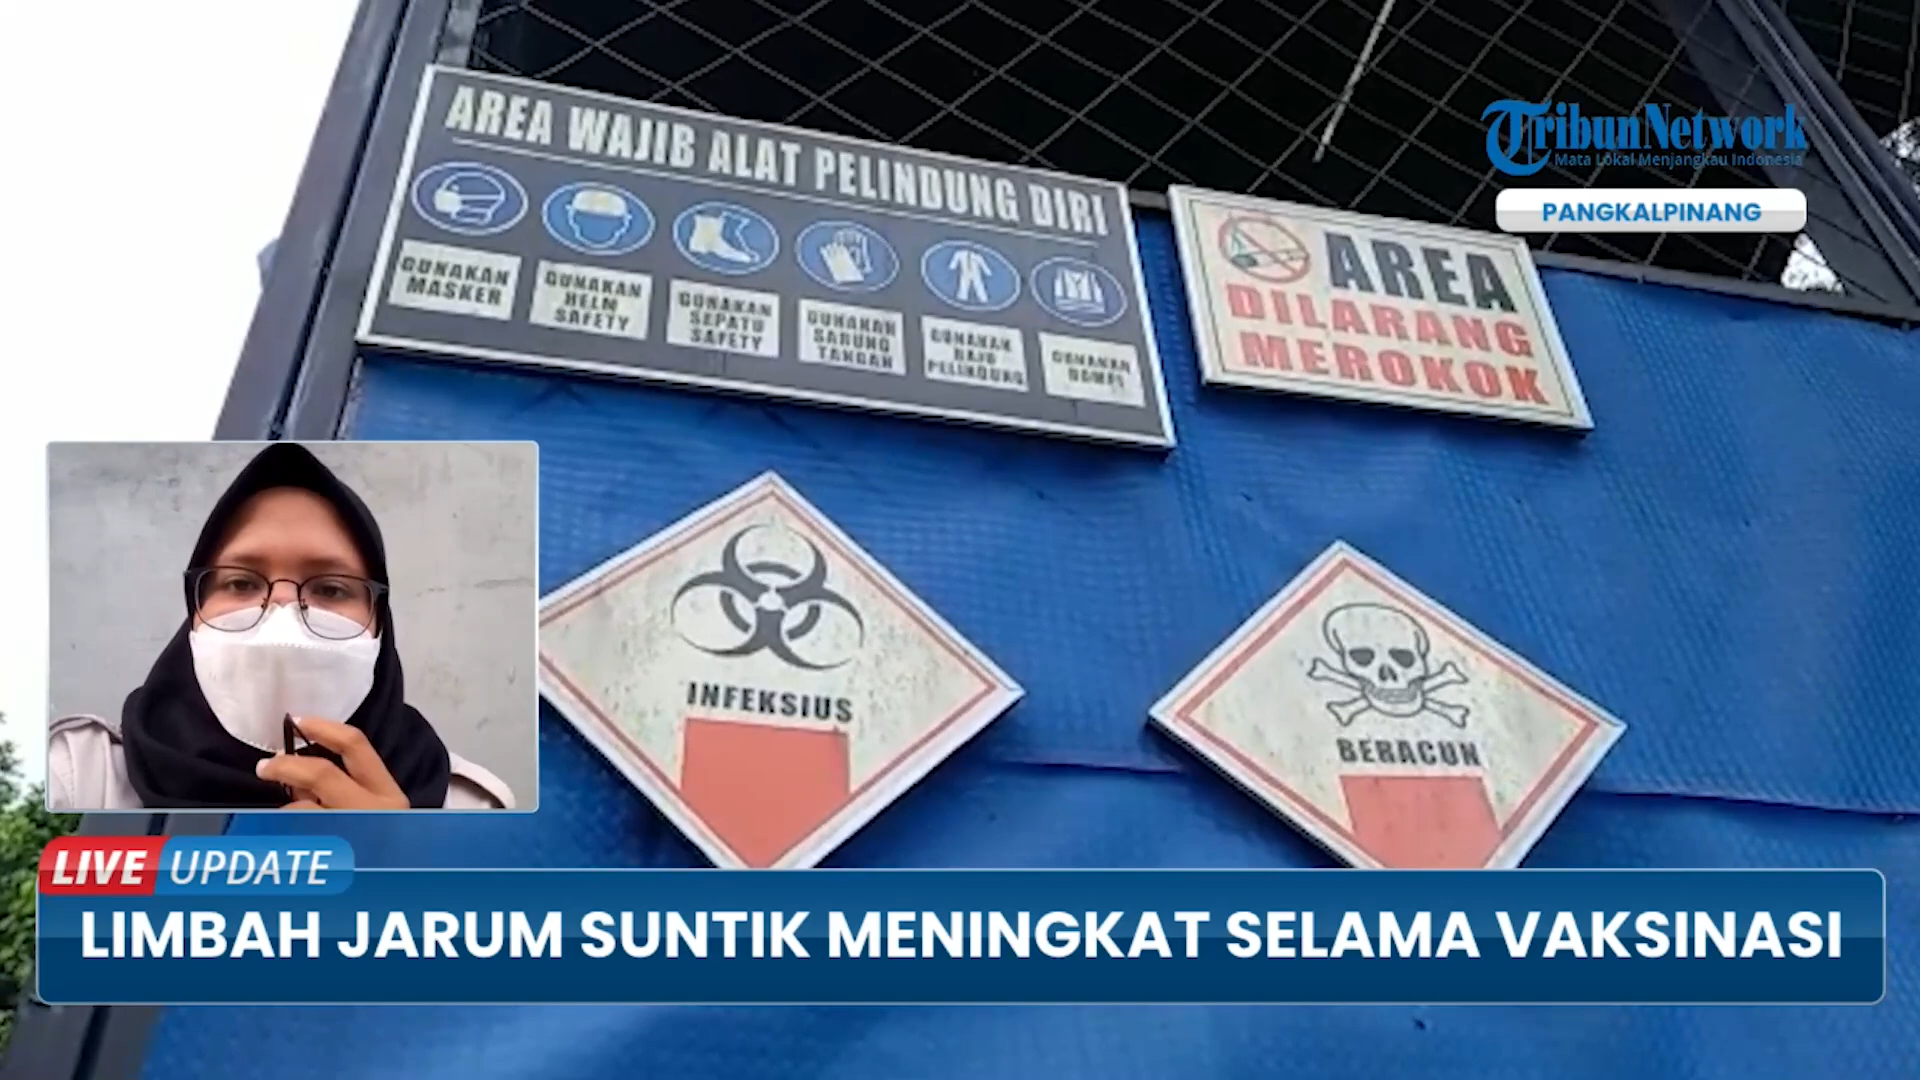 AREA WAJIB ALAT PELINDUNG DIRI
GUNAKAN
MASKER
GUNAKAN
HELM
SAFETY
GUNAKAN
SEPATU
SAFETY
GUNAKAN
SARUNG
TANGAN
GUNAKAN
BAJU
PELINDUNG
GUNAKAN
ROMPI
AREA
DILARANG
MEROKOK
TribunNetwork
Mata Lokal Menjangkau Indonesia
PANGKALPINANG
INFEKSIUS
BERACUN
LIVE UPDATE
LIMBAH JARUM SUNTIK MENINGKAT SELAMA VAKSINASI